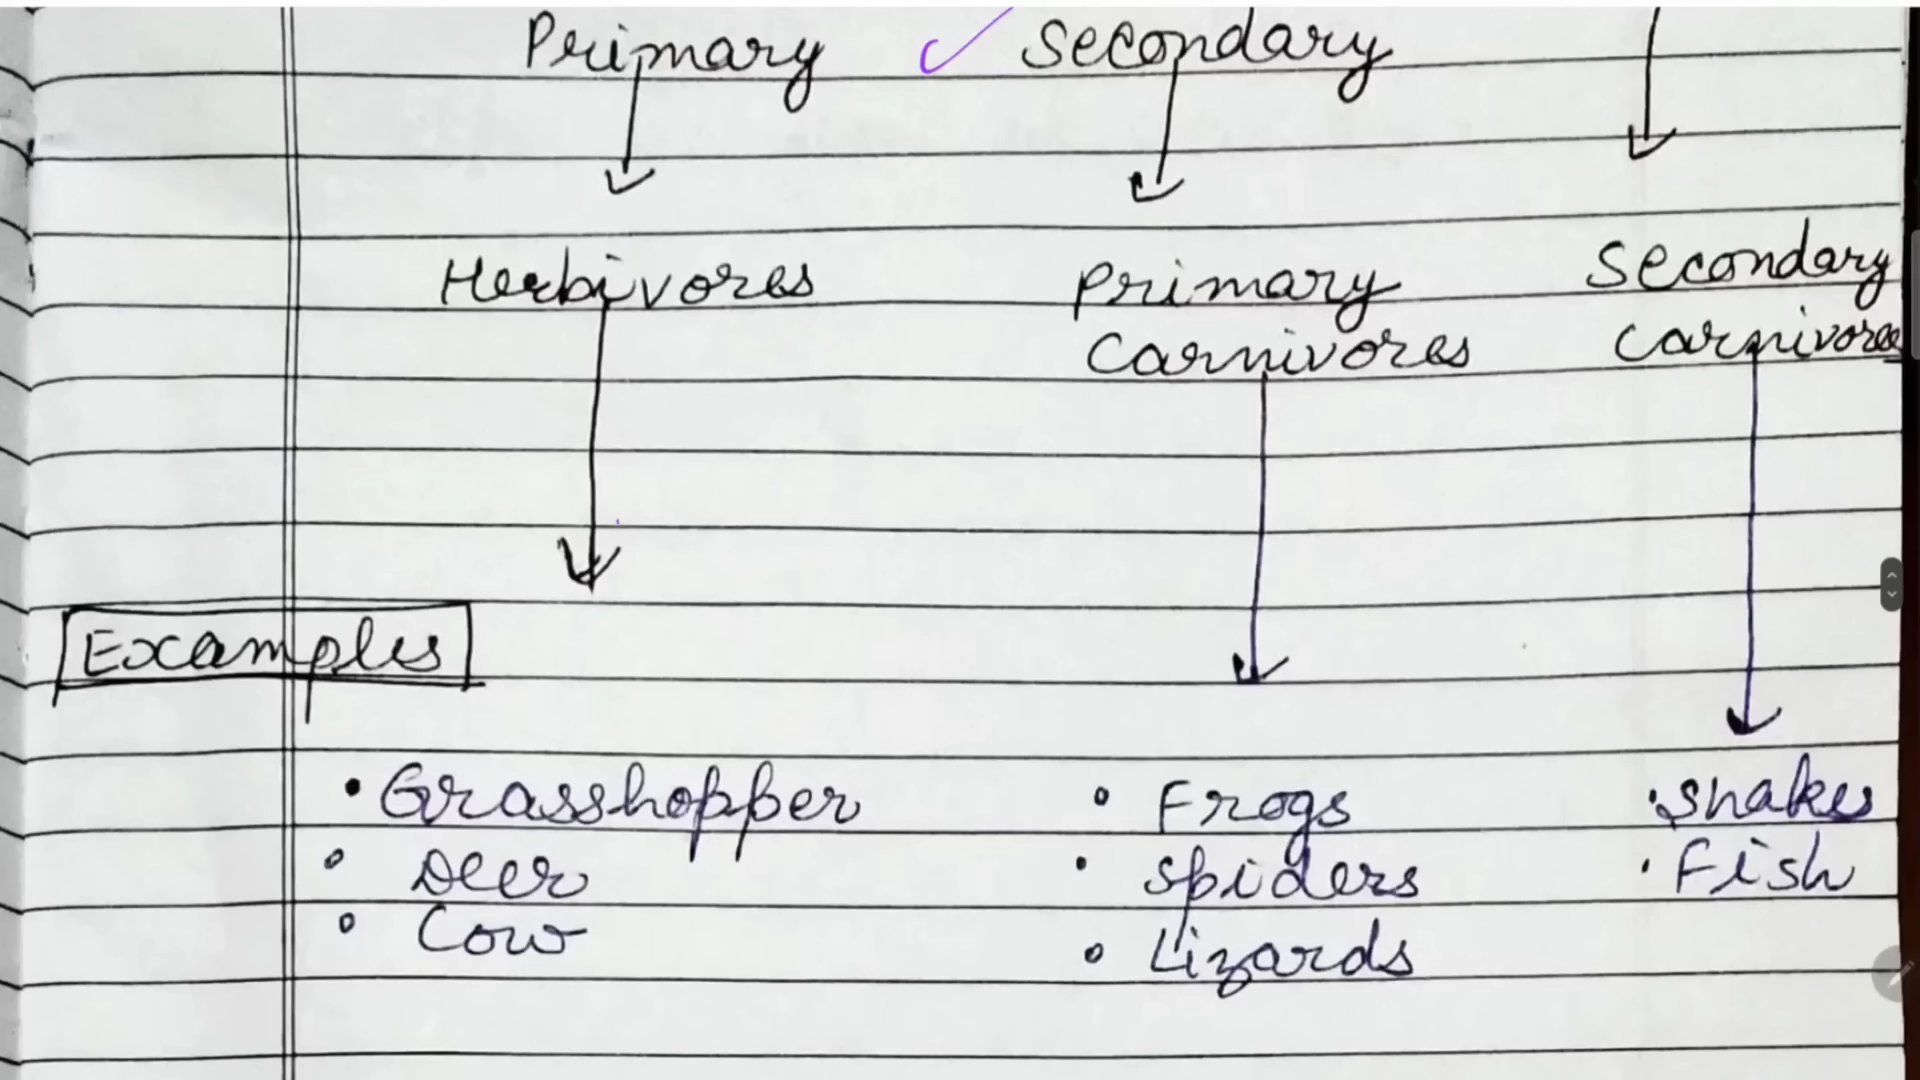 Primary Secondary
Herbivores Primary Carnivores Secondary Carnivores
Examples
• Grasshopper • Frogs • Snakes
• Deer • Spiders • Fish
• Cow • Lizards